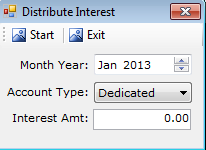 Distribute Interest
Start Exit
Month Year: Jan 2013
Account Type: Dedicated
Interest Amt: 0.00